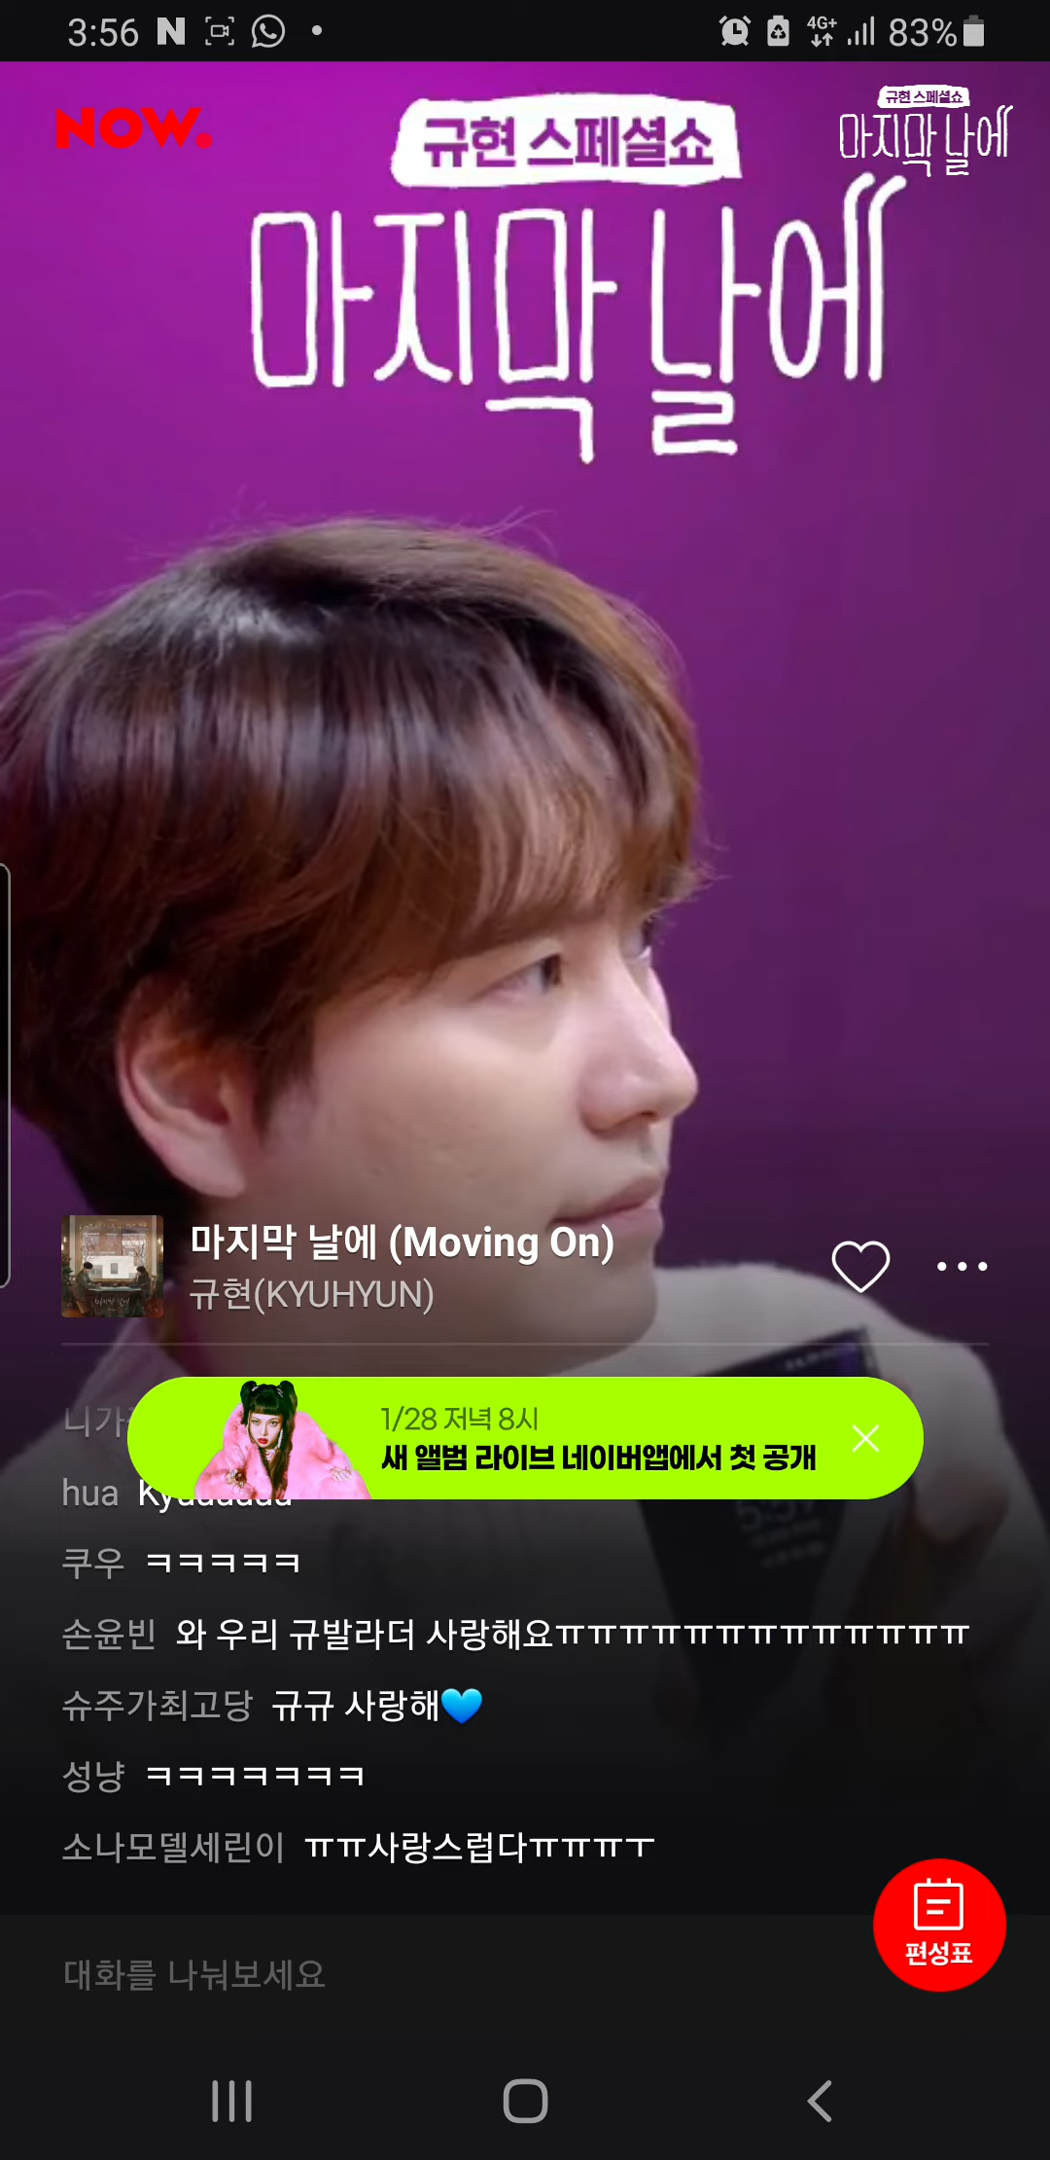 3:56
4G+ 83%
NOW.
규현 스페셜쇼
마지막 날에
규현 스페셜쇼
마지막 날에
마지막 날에 (Moving On)
규현(KYUHYUN)
1/28 저녁 8시
새 앨범 라이브 네이버앱에서 첫 공개
니가
hua Kyuuuuuu
쿠우 ㅋㅋㅋㅋㅋ
손윤빈 와 우리 규발라더 사랑해요ㅠㅠㅠㅠㅠㅠㅠㅠㅠㅠㅠㅠㅠ
슈주가최고당 규규 사랑해💙
성냥 ㅋㅋㅋㅋㅋㅋㅋ
소나모델세린이 ㅠㅠ사랑스럽다ㅠㅠㅠㅜ
편성표
대화를 나눠보세요